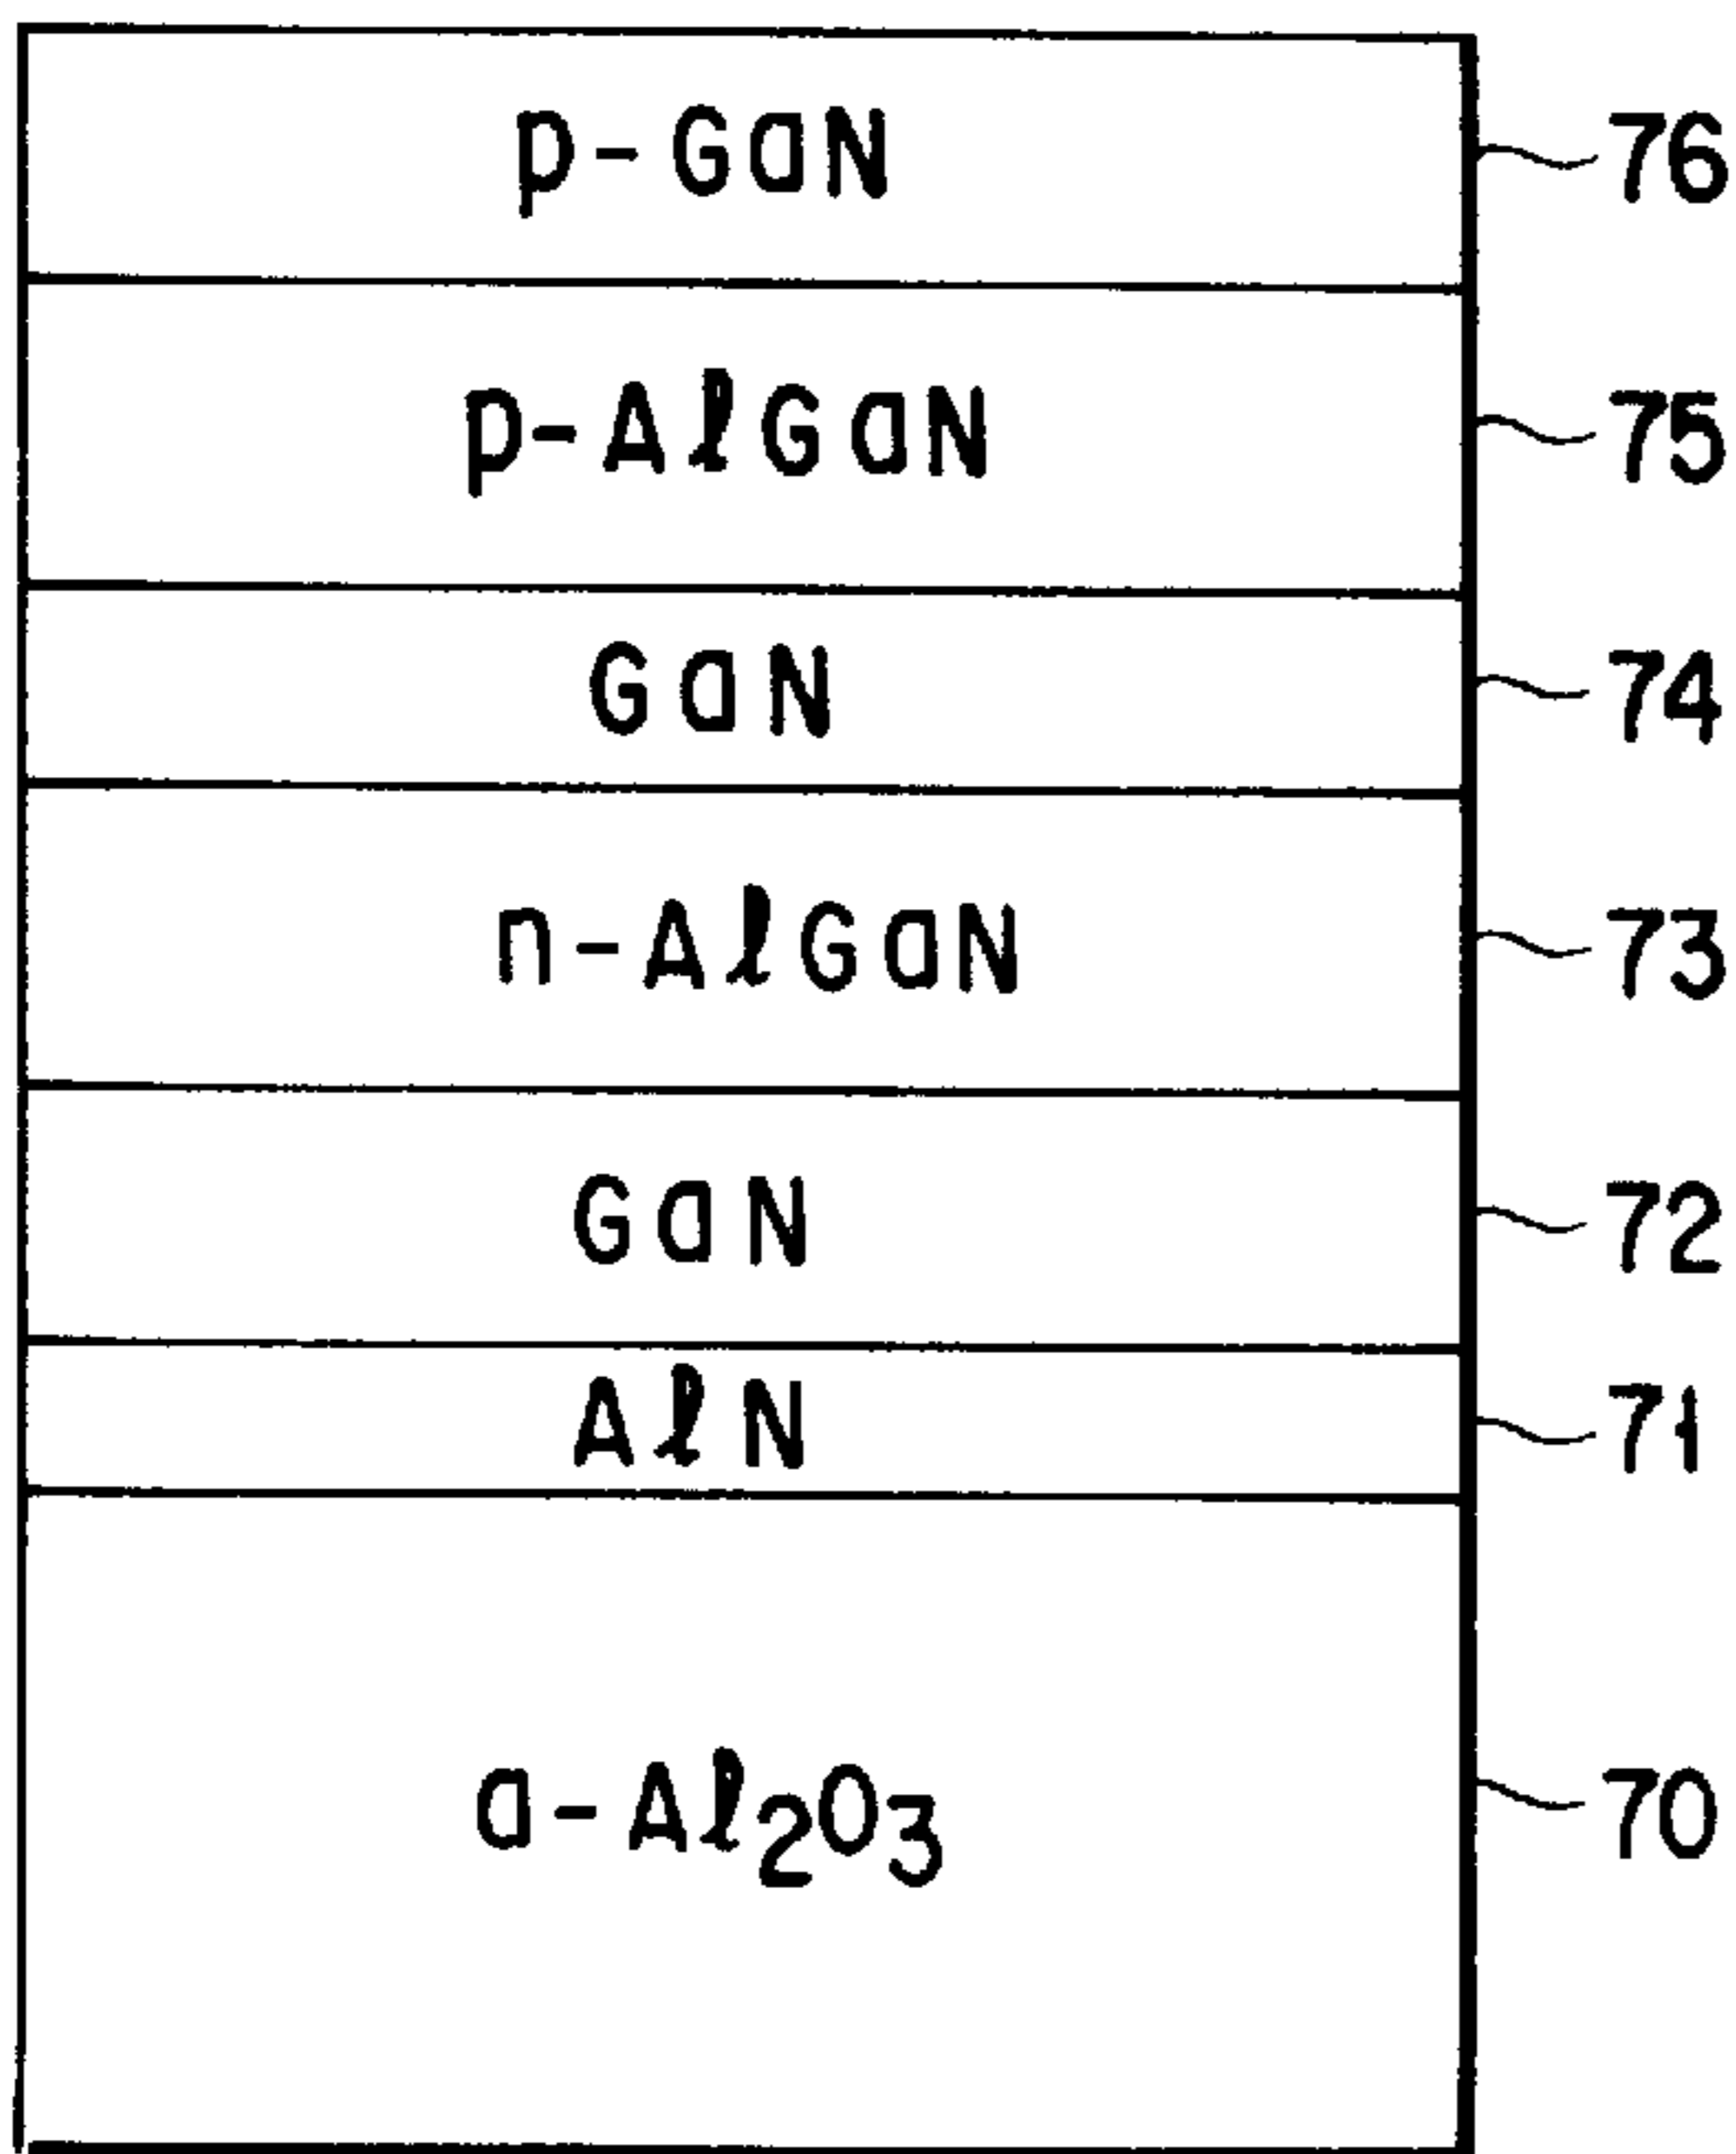 p-GaN 76
p-AlGaN 75
GaN 74
n-AlGaN 73
GaN 72
AlN 71
a-Al₂O₃ 70